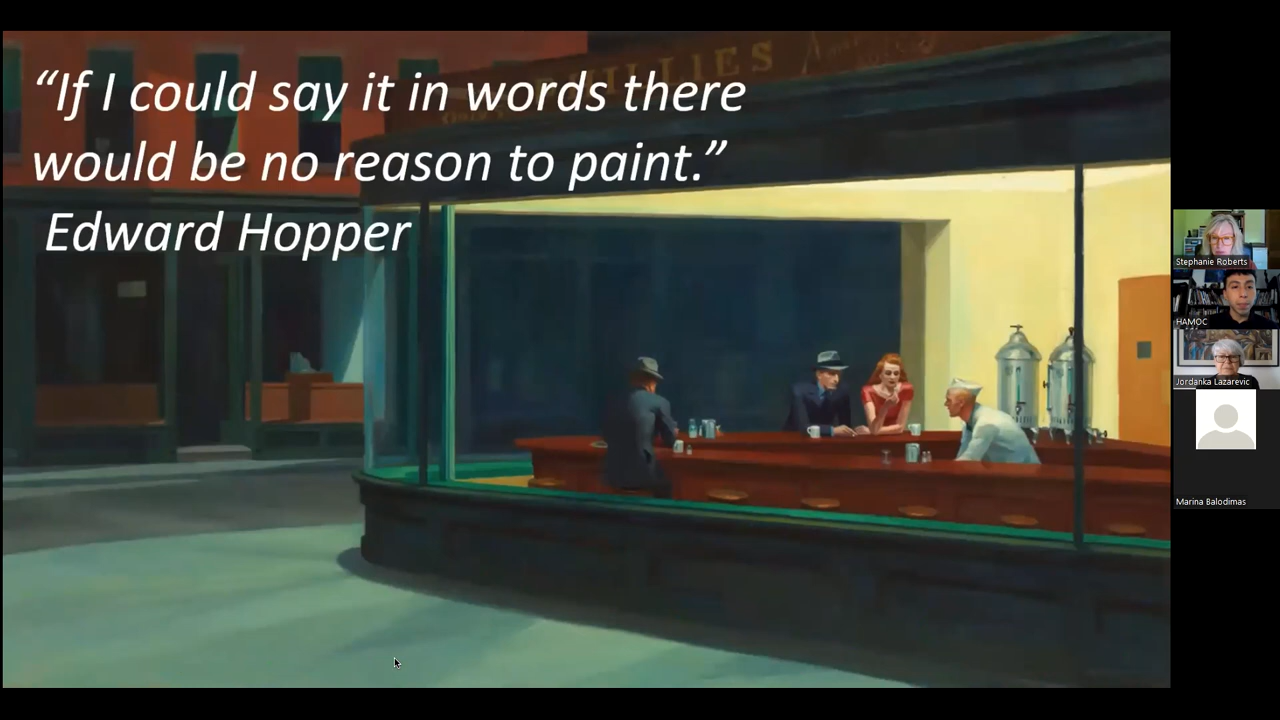 “If I could say it in words there
would be no reason to paint.”
Edward Hopper
PHILLIES
Stephanie Roberts
HAMOC
Jordanka Lazarevic
Marina Balodimas